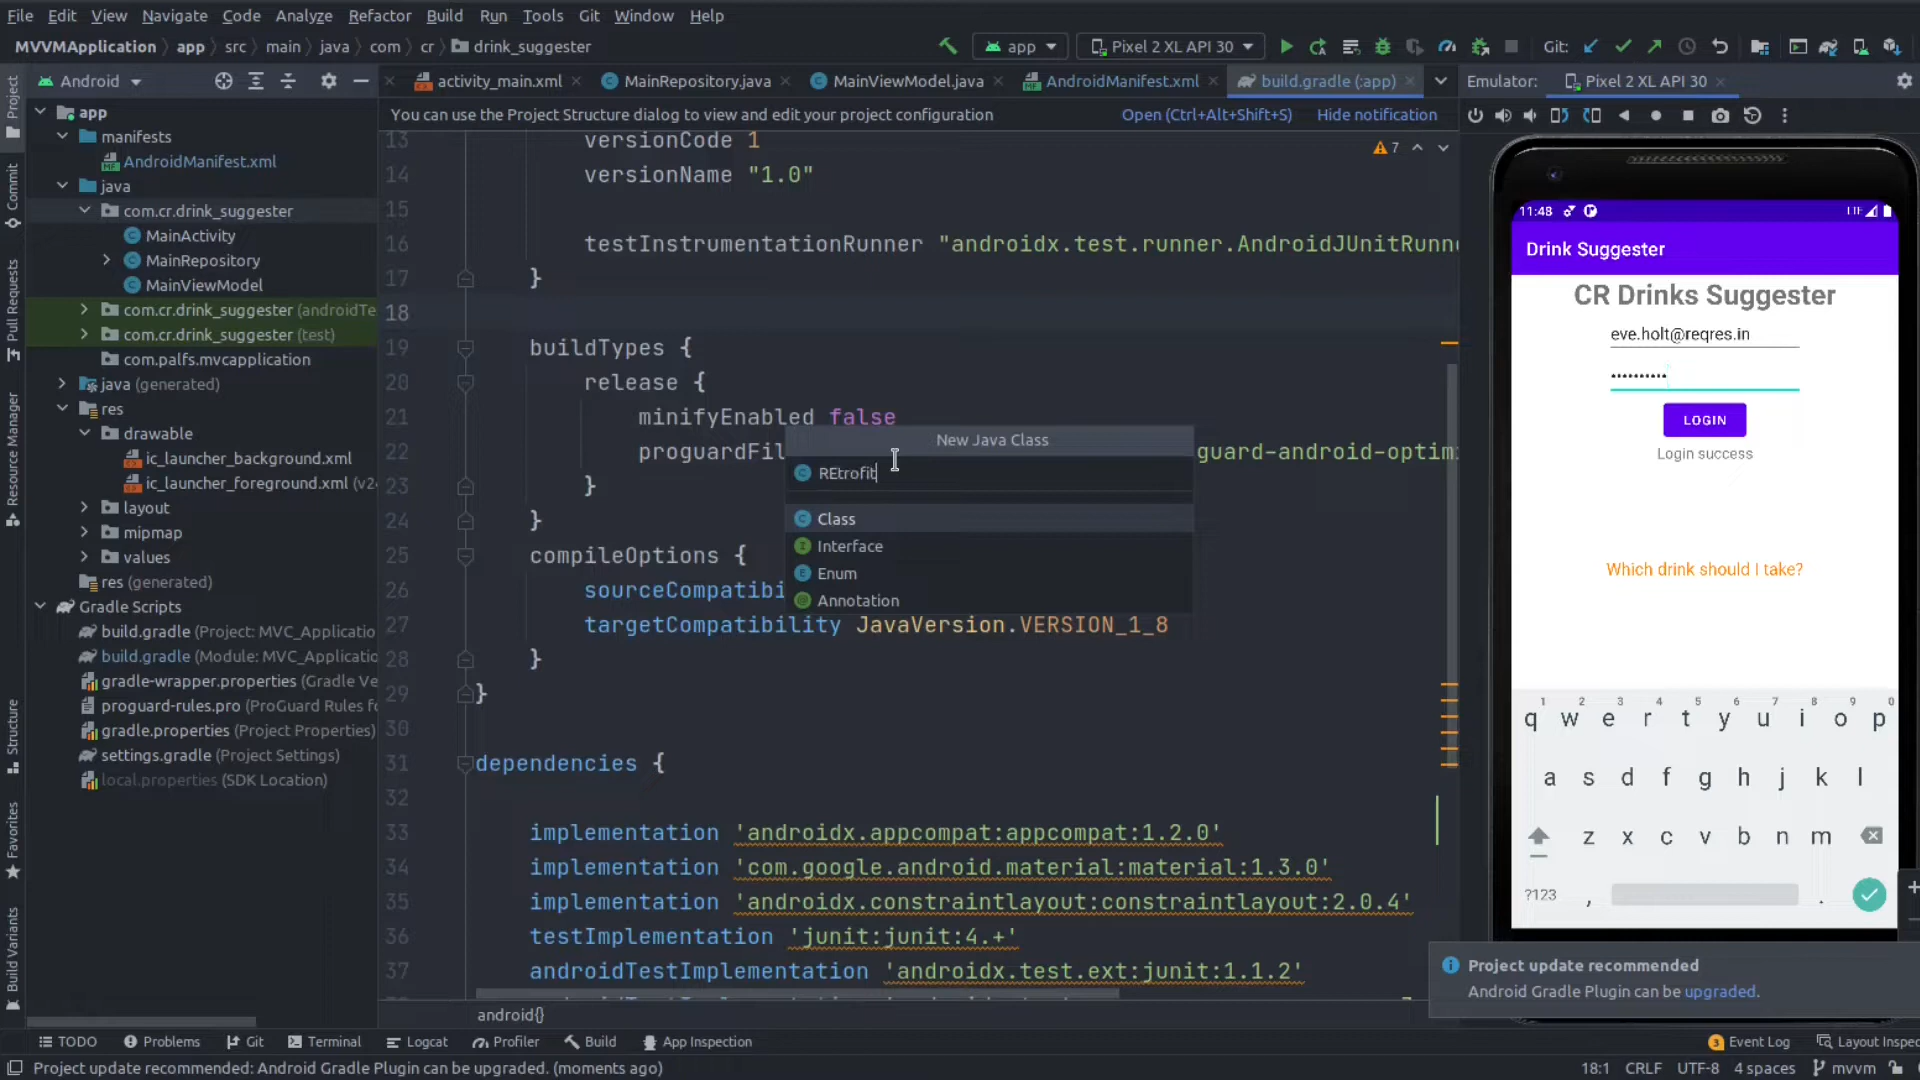 File Edit View Navigate Code Analyze Refactor Build Run Tools Git Window Help
MVVMApplication app src main java com cr drink_suggester
app Pixel 2 XL API 30 Git:
Android
activity_main.xml MainRepository.java MainViewModel.java AndroidManifest.xml build.gradle (:app)
Emulator: Pixel 2 XL API 30
You can use the Project Structure dialog to view and edit your project configuration Open (Ctrl+Alt+Shift+S) Hide notification
Project
Commit
Pull Requests
Resource Manager
Structure
Favorites
Build Variants
app
manifests
AndroidManifest.xml
java
com.cr.drink_suggester
MainActivity
MainRepository
MainViewModel
com.cr.drink_suggester (androidTe
com.cr.drink_suggester (test)
com.palfs.mvcapplication
java (generated)
res
drawable
ic_launcher_background.xml
ic_launcher_foreground.xml (v2
layout
mipmap
values
res (generated)
Gradle Scripts
build.gradle (Project: MVC_Applicatio
build.gradle (Module: MVC_Applicatio
gradle-wrapper.properties (Gradle Ve
proguard-rules.pro (ProGuard Rules fo
gradle.properties (Project Properties)
settings.gradle (Project Settings)
local.properties (SDK Location)
7
13 versionCode 1
14 versionName "1.0"
15
16 testInstrumentationRunner "androidx.test.runner.AndroidJUnitRunn
17 }
18
19 buildTypes {
20 release {
21 minifyEnabled false
22 proguardFil guard-android-optim
23 }
24 }
25 compileOptions {
26 sourceCompatibi
27 targetCompatibility JavaVersion.VERSION_1_8
28 }
29 }
30
31 dependencies {
32
33 implementation 'androidx.appcompat:appcompat:1.2.0'
34 implementation 'com.google.android.material:material:1.3.0'
35 implementation 'androidx.constraintlayout:constraintlayout:2.0.4'
36 testImplementation 'junit:junit:4.+'
37 androidTestImplementation 'androidx.test.ext:junit:1.1.2'
android{}
New Java Class
REtrofit
Class
Interface
Enum
Annotation
11:48 LTE
Drink Suggester
CR Drinks Suggester
eve.holt@reqres.in
••••••••••
LOGIN
Login success
Which drink should I take?
1 2 3 4 5 6 7 8 9 0
q w e r t y u i o p
a s d f g h j k l
z x c v b n m
?123 , .
Project update recommended
Android Gradle Plugin can be upgraded.
TODO Problems Git Terminal Logcat Profiler Build App Inspection
3 Event Log Layout Inspec
Project update recommended: Android Gradle Plugin can be upgraded. (moments ago)
18:1 CRLF UTF-8 4 spaces mvvm